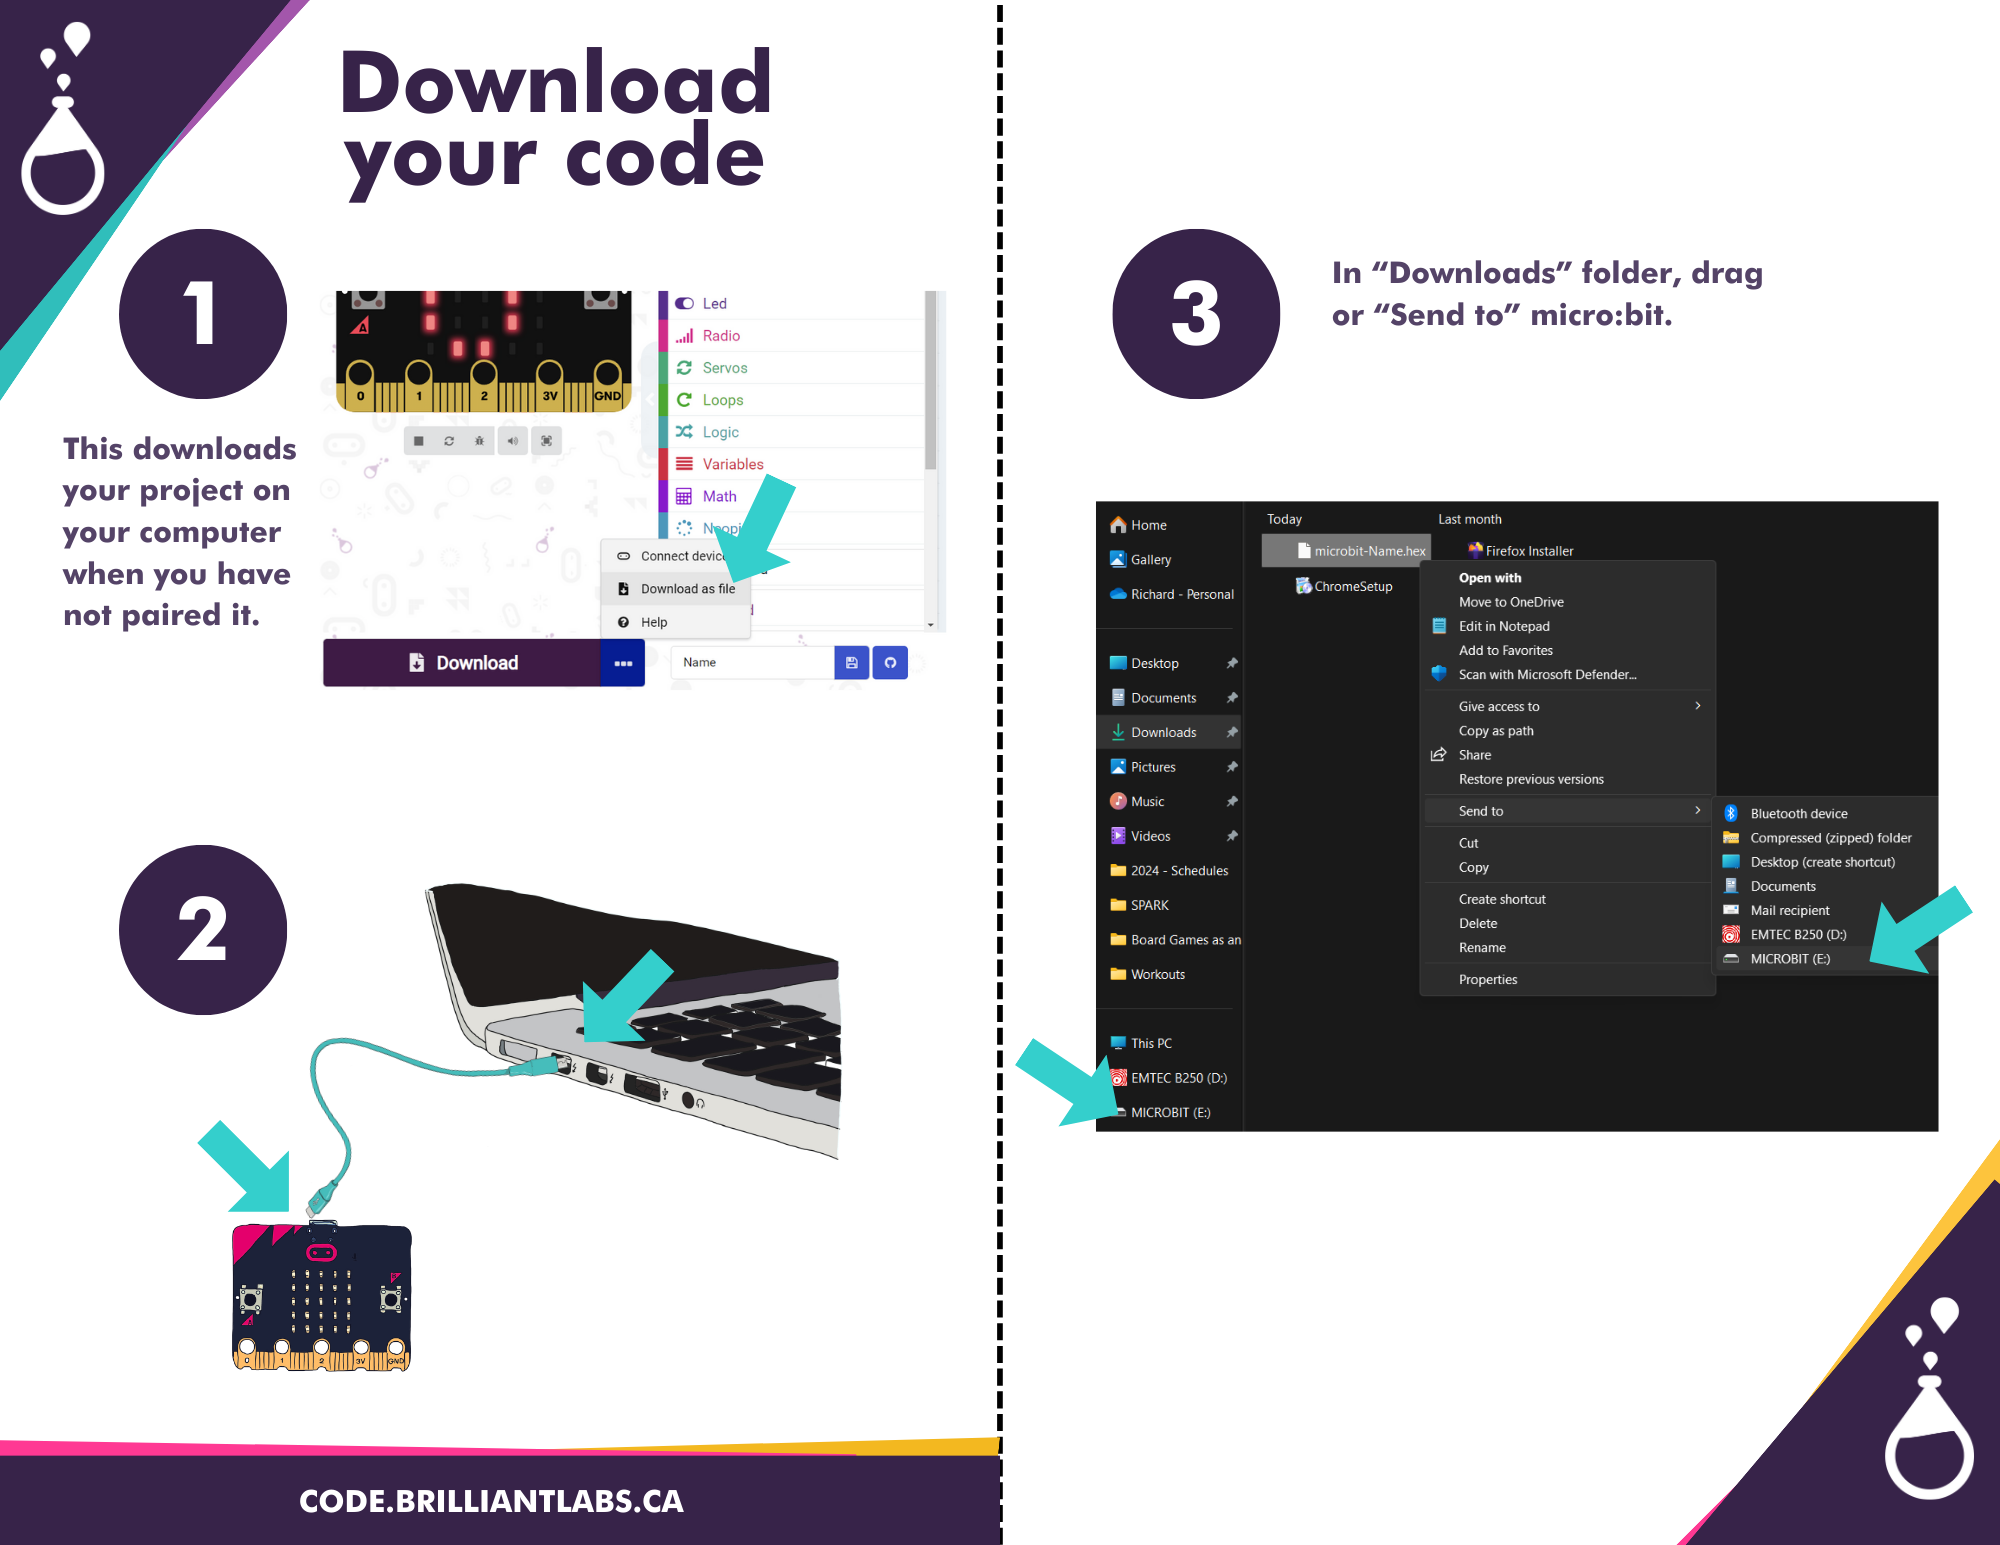 Download
your code
1
This downloads
your project on
your computer
when you have
not paired it.
A
0 1 2 3V GND
Led
Radio
Servos
Loops
Logic
Variables
Math
Connect device
Download as file
Help
Download
Name
2
0 1 2 3V GND
CODE.BRILLIANTLABS.CA
3
In “Downloads” folder, drag
or “Send to” micro:bit.
Home
Gallery
Richard - Personal
Desktop
Documents
Downloads
Pictures
Music
Videos
2024 - Schedules
SPARK
Board Games as an
Workouts
This PC
EMTEC B250 (D:)
MICROBIT (E:)
Today
microbit-Name.hex
ChromeSetup
Last month
Firefox Installer
Open with
Move to OneDrive
Edit in Notepad
Add to Favorites
Scan with Microsoft Defender...
Give access to
Copy as path
Share
Restore previous versions
Send to
Cut
Copy
Create shortcut
Delete
Rename
Properties
Bluetooth device
Compressed (zipped) folder
Desktop (create shortcut)
Documents
Mail recipient
EMTEC B250 (D:)
MICROBIT (E:)